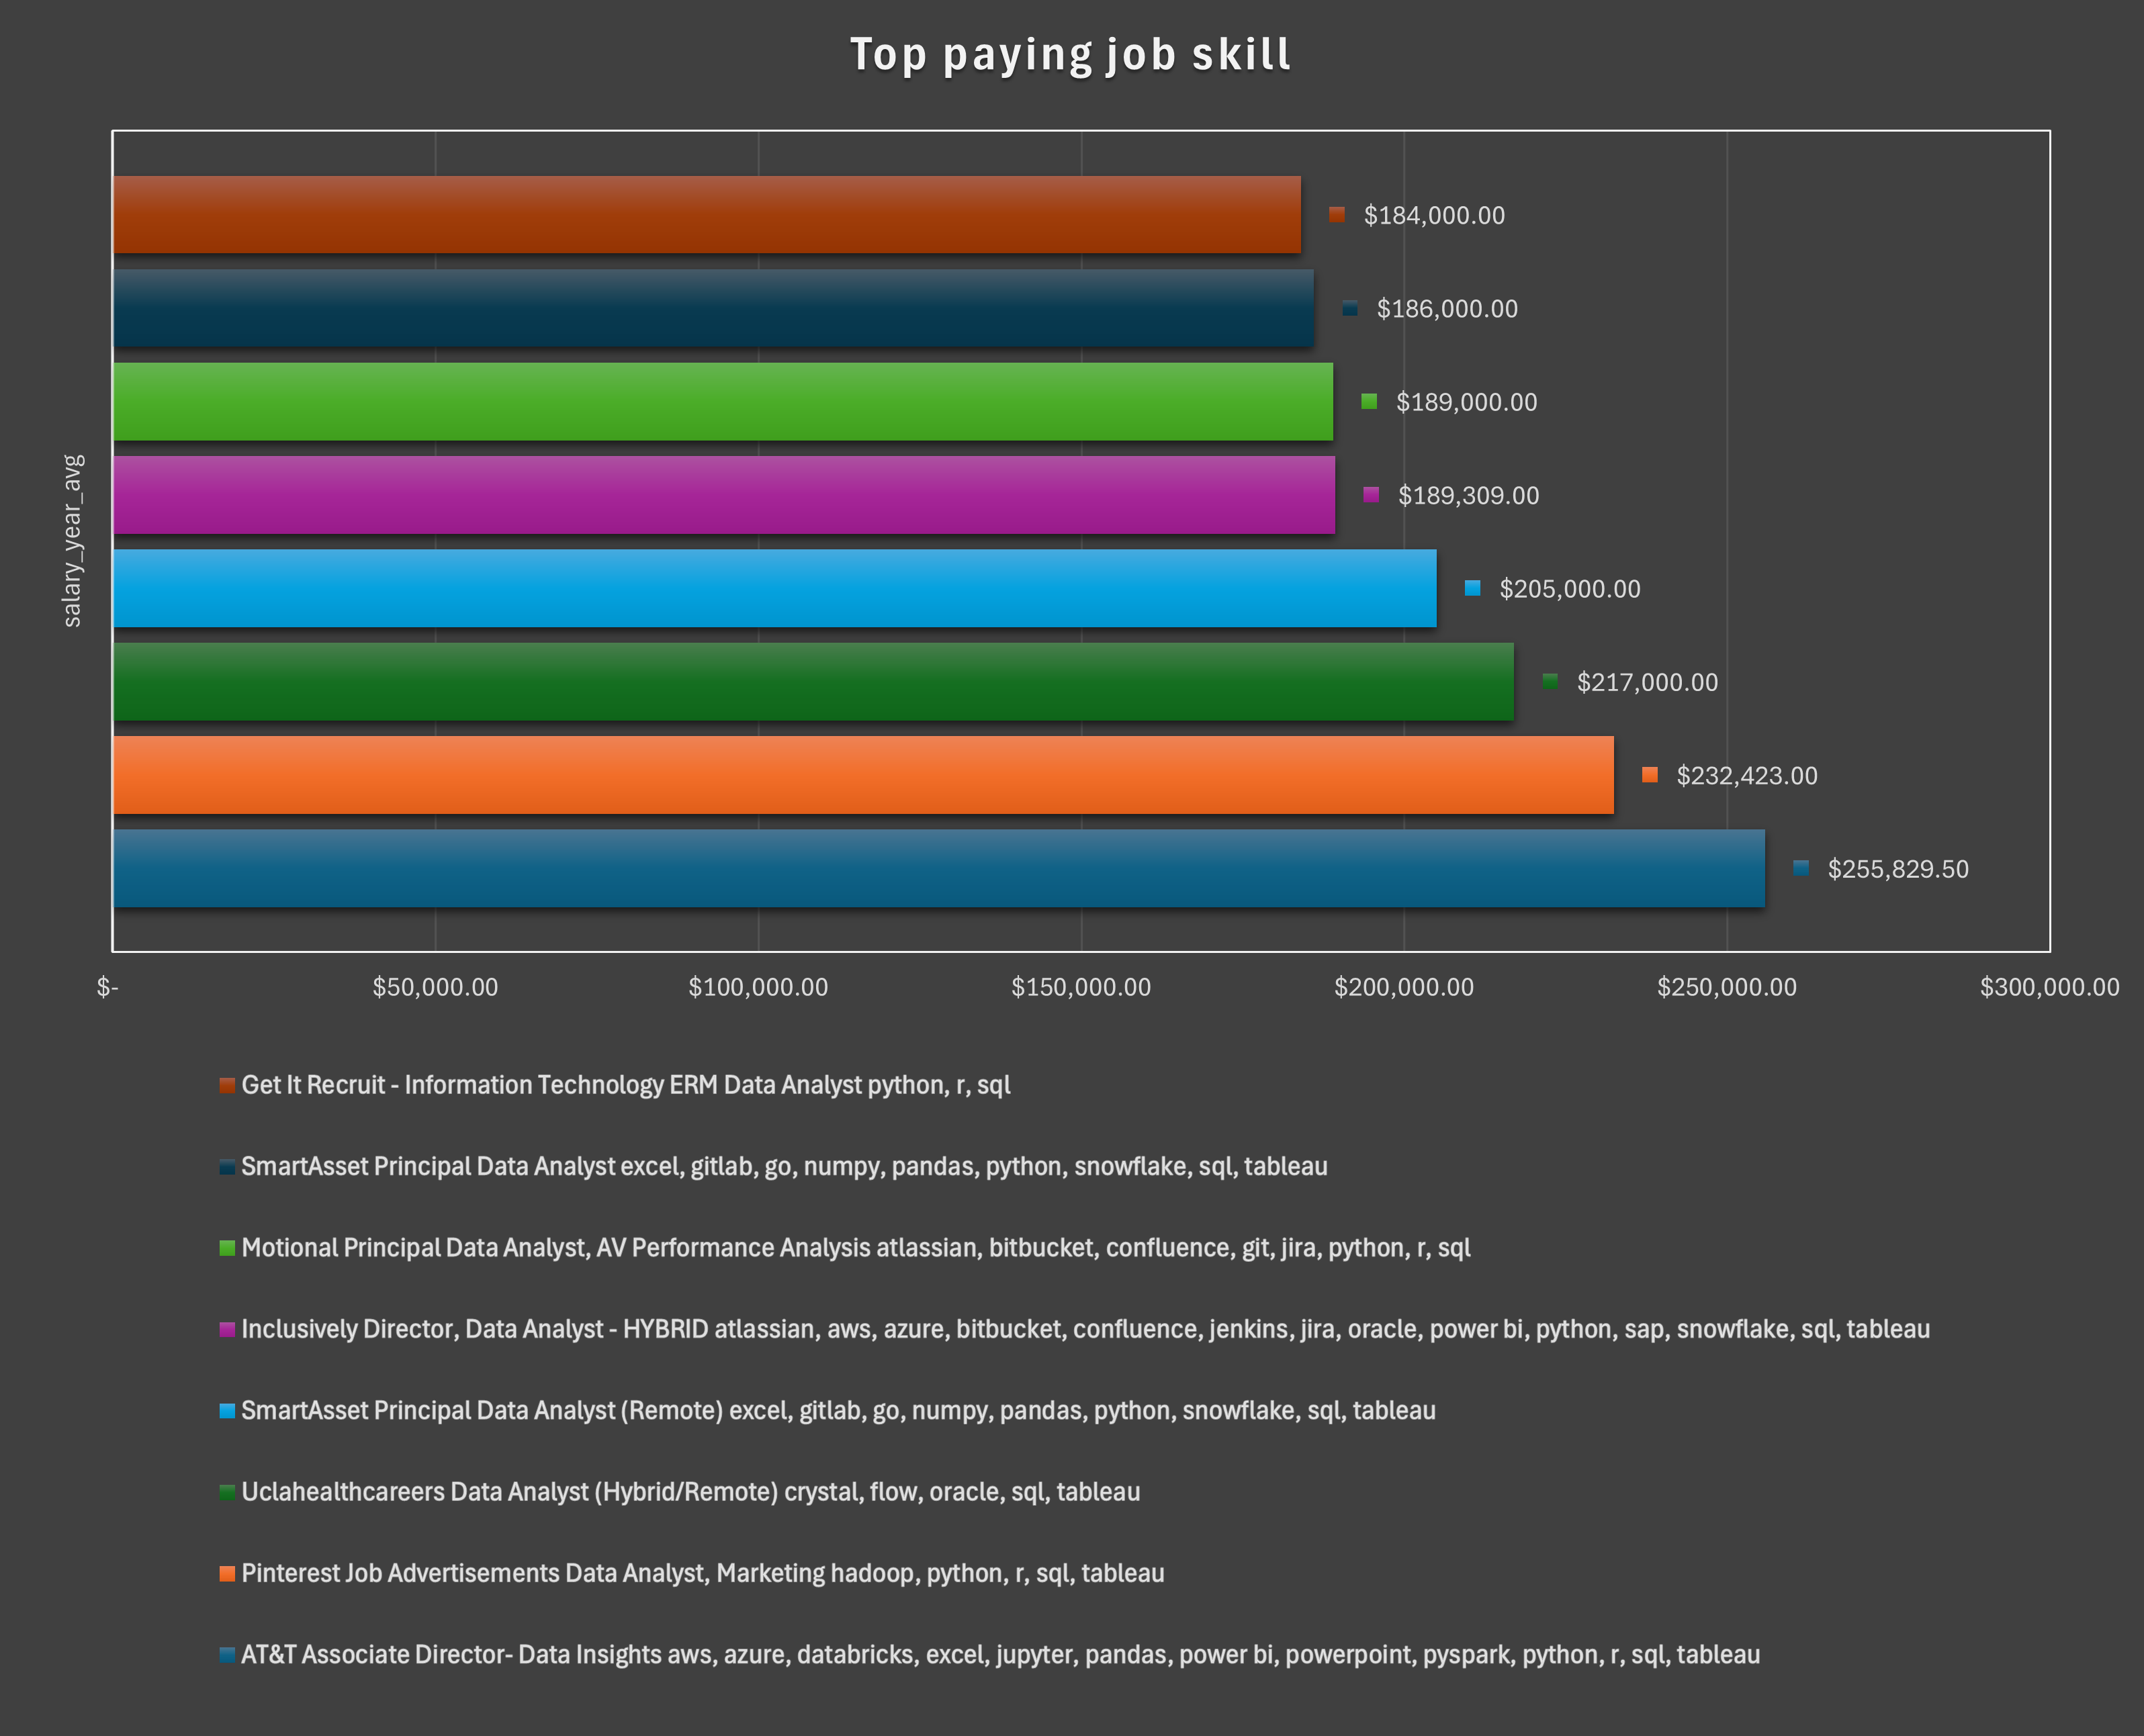 Top paying job skill
$184,000.00
$186,000.00
$189,000.00
salary_year_avg
$189,309.00
$205,000.00
$217,000.00
$232,423.00
$255,829.50
$- $50,000.00 $100,000.00 $150,000.00 $200,000.00 $250,000.00 $300,000.00
Get It Recruit - Information Technology ERM Data Analyst python, r, sql
SmartAsset Principal Data Analyst excel, gitlab, go, numpy, pandas, python, snowflake, sql, tableau
Motional Principal Data Analyst, AV Performance Analysis atlassian, bitbucket, confluence, git, jira, python, r, sql
Inclusively Director, Data Analyst - HYBRID atlassian, aws, azure, bitbucket, confluence, jenkins, jira, oracle, power bi, python, sap, snowflake, sql, tableau
SmartAsset Principal Data Analyst (Remote) excel, gitlab, go, numpy, pandas, python, snowflake, sql, tableau
Uclahealthcareers Data Analyst (Hybrid/Remote) crystal, flow, oracle, sql, tableau
Pinterest Job Advertisements Data Analyst, Marketing hadoop, python, r, sql, tableau
AT&T Associate Director- Data Insights aws, azure, databricks, excel, jupyter, pandas, power bi, powerpoint, pyspark, python, r, sql, tableau